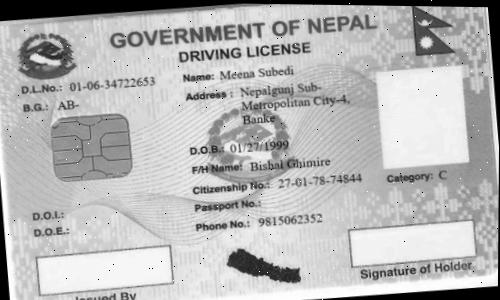 GOVERNMENT OF NEPAL
DRIVING LICENSE
D.L.No.: 01-06-34722653
B.G.: AB-
Name: Meena Subedi
Address : Nepalgunj Sub-
Metropolitan City-4,
Banke
D.O.B.: 01/27/1999
F/H Name: Bishal Ghimire
Citizenship No.: 27-01-78-74844
Category: C
Passport No.:
Phone No.: 9815062352
D.O.I.:
D.O.E.:
Issued By
Signature of Holder